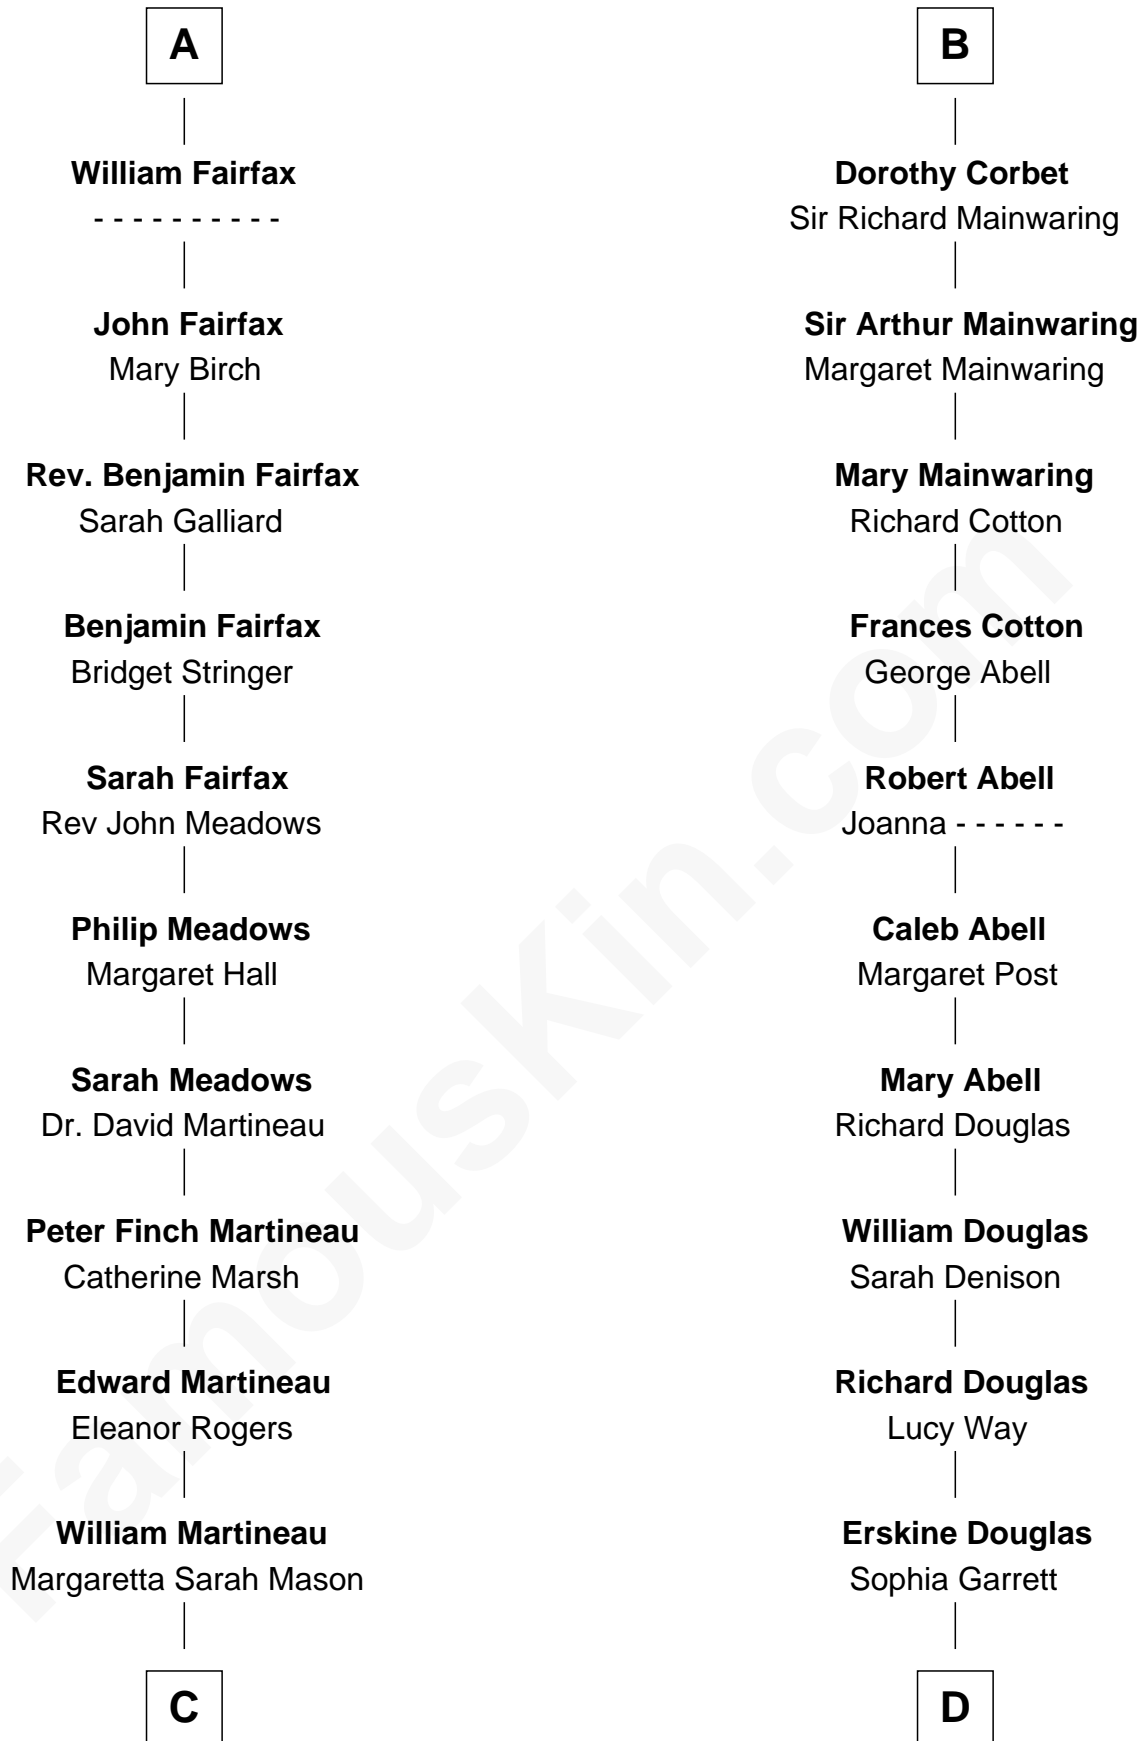 A
William Fairfax
- - - - - - - - - -
John Fairfax
Mary Birch
Rev. Benjamin Fairfax
Sarah Galliard
Benjamin Fairfax
Bridget Stringer
Sarah Fairfax
Rev John Meadows
Philip Meadows
Margaret Hall
Sarah Meadows
Dr. David Martineau
Peter Finch Martineau
Catherine Marsh
Edward Martineau
Eleanor Rogers
William Martineau
Margaretta Sarah Mason
C
B
Dorothy Corbet
Sir Richard Mainwaring
Sir Arthur Mainwaring
Margaret Mainwaring
Mary Mainwaring
Richard Cotton
Frances Cotton
George Abell
Robert Abell
Joanna - - - - - -
Caleb Abell
Margaret Post
Mary Abell
Richard Douglas
William Douglas
Sarah Denison
Richard Douglas
Lucy Way
Erskine Douglas
Sophia Garrett
D
FamousKin.com